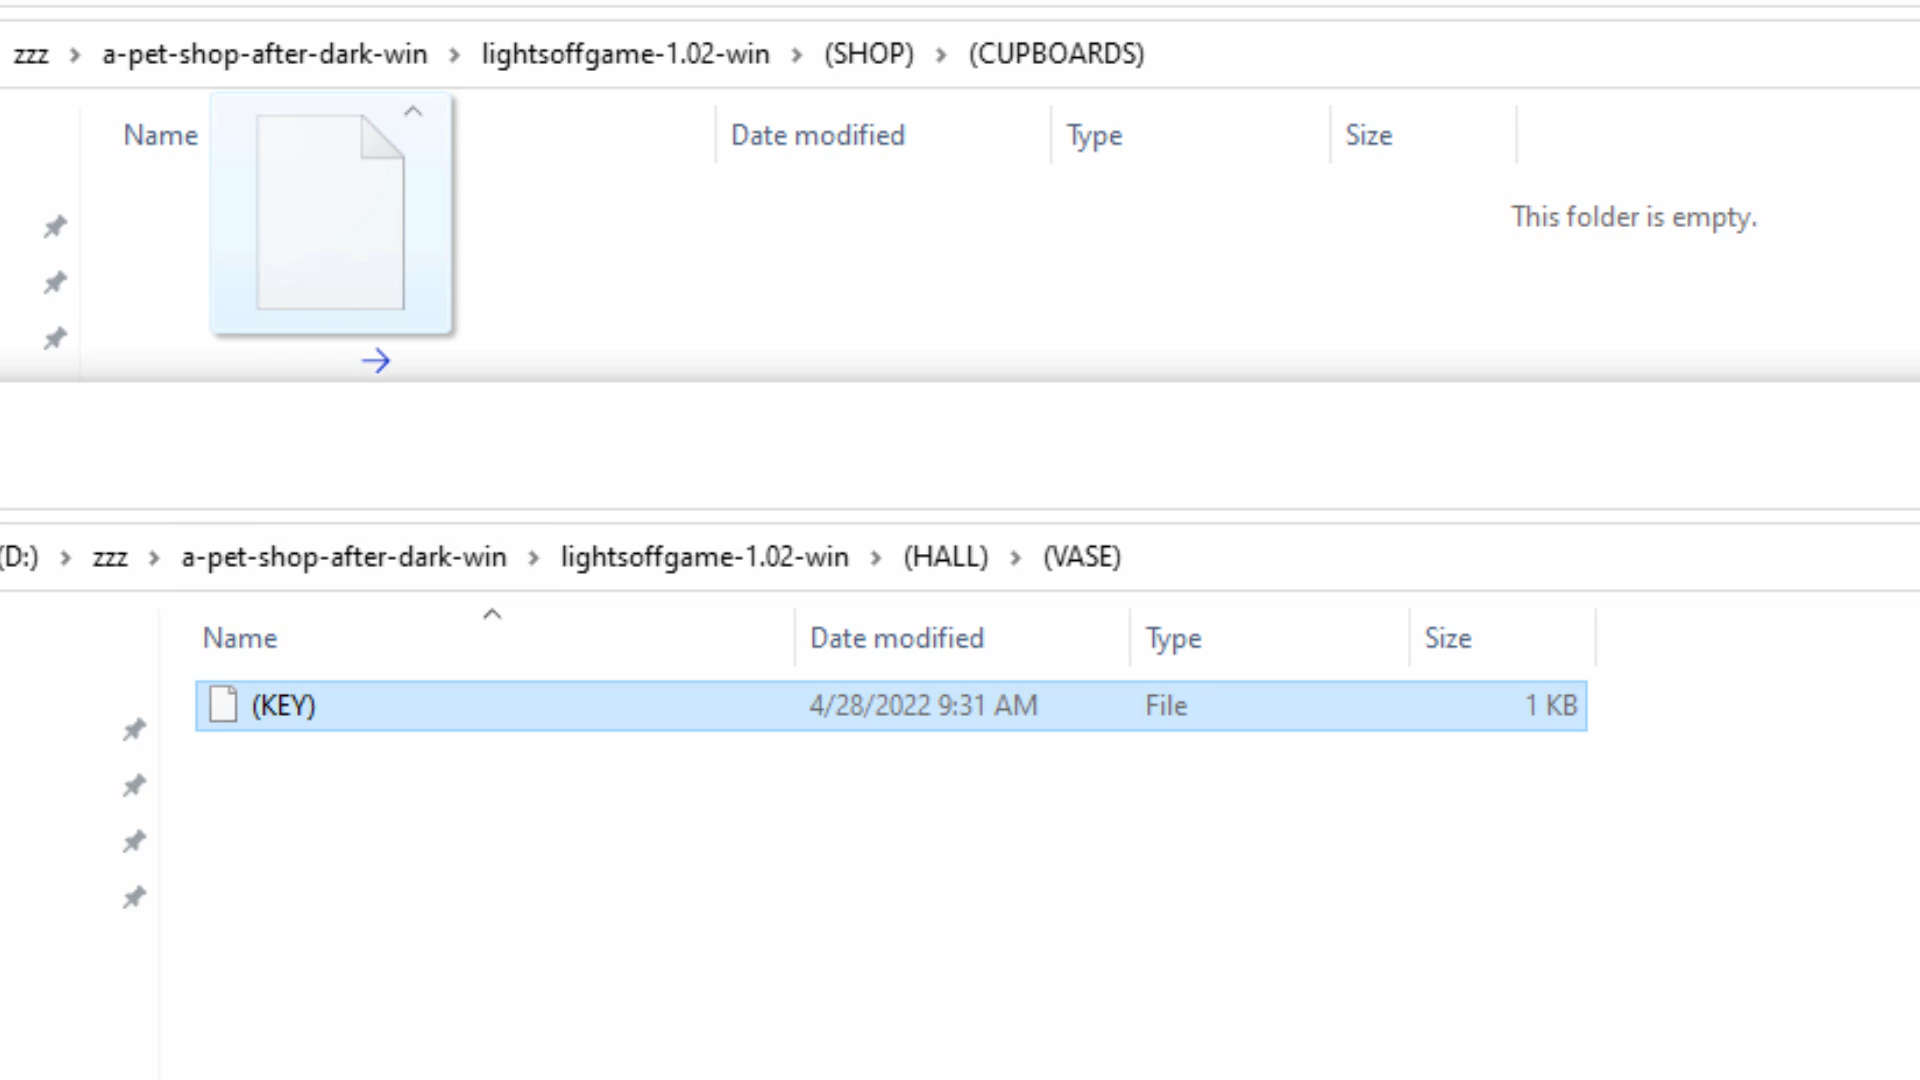 zzz > a-pet-shop-after-dark-win > lightsoffgame-1.02-win > (SHOP) > (CUPBOARDS)
Name Date modified Type Size
This folder is empty.
(D:) > zzz > a-pet-shop-after-dark-win > lightsoffgame-1.02-win > (HALL) > (VASE)
Name Date modified Type Size
(KEY) 4/28/2022 9:31 AM File 1 KB